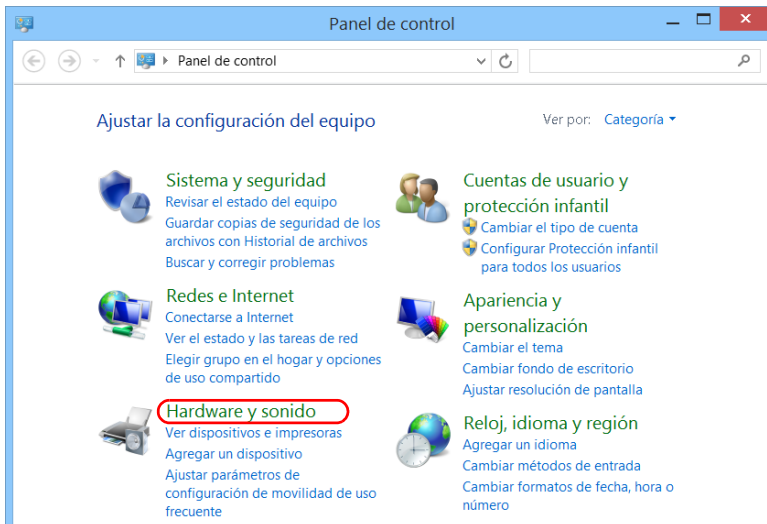 Panel de control
Panel de control
Ajustar la configuración del equipo
Ver por: Categoría
Sistema y seguridad
Revisar el estado del equipo
Guardar copias de seguridad de los
archivos con Historial de archivos
Buscar y corregir problemas
Redes e Internet
Conectarse a Internet
Ver el estado y las tareas de red
Elegir grupo en el hogar y opciones
de uso compartido
Hardware y sonido
Ver dispositivos e impresoras
Agregar un dispositivo
Ajustar parámetros de
configuración de movilidad de uso
frecuente
Cuentas de usuario y
protección infantil
Cambiar el tipo de cuenta
Configurar Protección infantil
para todos los usuarios
Apariencia y
personalización
Cambiar el tema
Cambiar fondo de escritorio
Ajustar resolución de pantalla
Reloj, idioma y región
Agregar un idioma
Cambiar métodos de entrada
Cambiar formatos de fecha, hora o
número